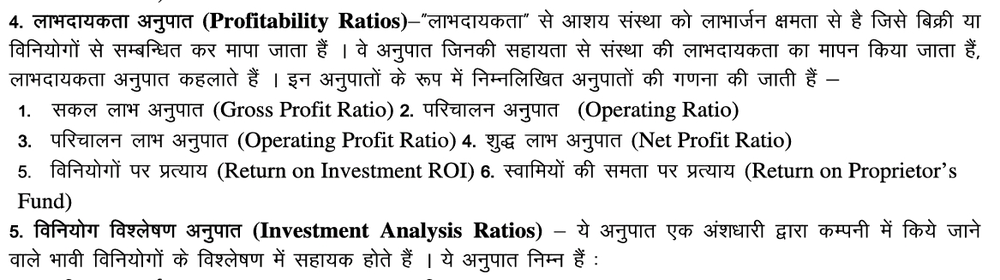 4. लाभदायकता अनुपात (Profitability Ratios)–"लाभदायकता" से आशय संस्था को लाभार्जन क्षमता से है जिसे बिक्री या
विनियोगों से सम्बन्धित कर मापा जाता हैं । वे अनुपात जिनकी सहायता से संस्था की लाभदायकता का मापन किया जाता हैं,
लाभदायकता अनुपात कहलाते हैं । इन अनुपातों के रूप में निम्नलिखित अनुपातों की गणना की जाती हैं –
1. सकल लाभ अनुपात (Gross Profit Ratio) 2. परिचालन अनुपात (Operating Ratio)
3. परिचालन लाभ अनुपात (Operating Profit Ratio) 4. शुद्ध लाभ अनुपात (Net Profit Ratio)
5. विनियोगों पर प्रत्याय (Return on Investment ROI) 6. स्वामियों की समता पर प्रत्याय (Return on Proprietor's
Fund)
5. विनियोग विश्लेषण अनुपात (Investment Analysis Ratios) – ये अनुपात एक अंशधारी द्वारा कम्पनी में किये जाने
वाले भावी विनियोगों के विश्लेषण में सहायक होते हैं । ये अनुपात निम्न हैं :